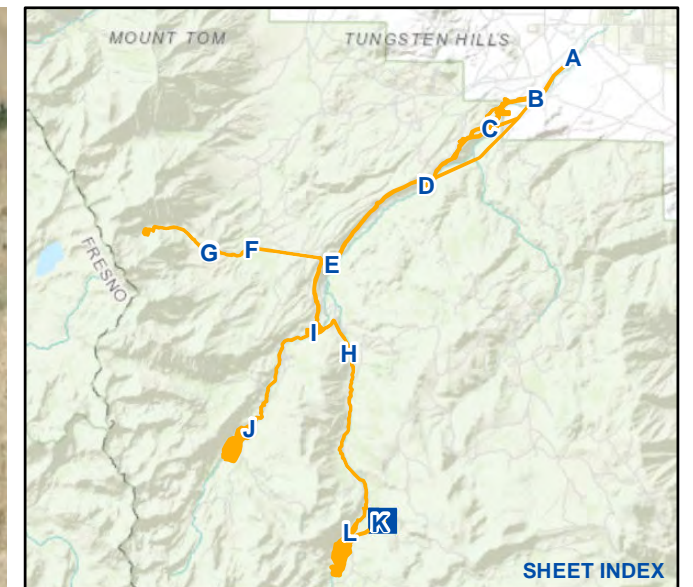 MOUNT TOM
TUNGSTEN HILLS
A
B
C
D
E
F
G
FRESNO
I
H
J
K
L
SHEET INDEX